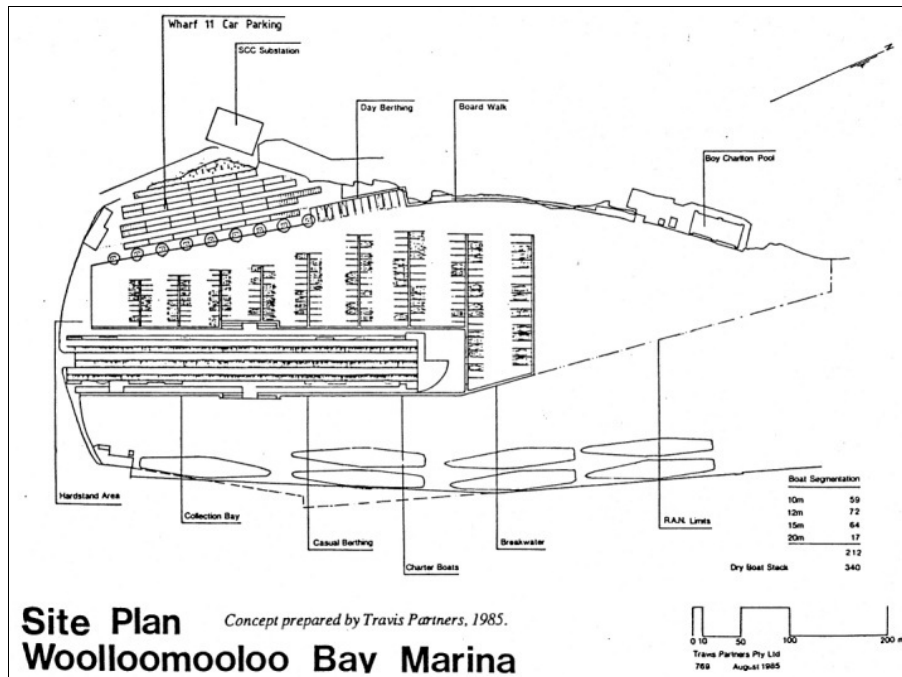 Wharf 11 Car Parking
SCC Substation
Day Berthing
Board Walk
N
Boy Charlton Pool
Hardstand Area
Collection Bay
Casual Berthing
Charter Boats
Breakwater
R.A.N. Limits
Boat Segmentation
10m 59
12m 72
15m 64
20m 17
212
Dry Boat Stack 340
Site Plan
Concept prepared by Travis Partners, 1985.
Woolloomooloo Bay Marina
0 10 50 100 200 m
Travis Partners Pty Ltd
769 August 1985